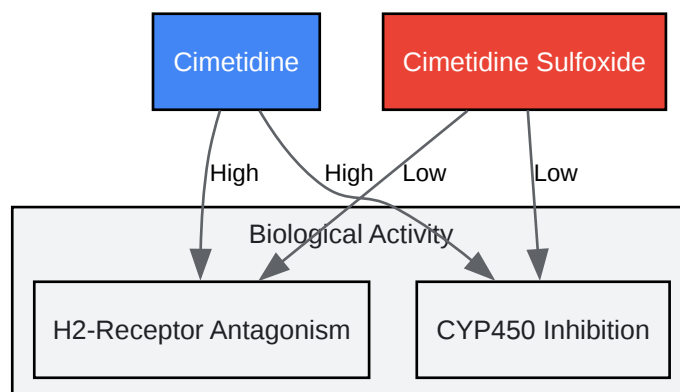 Cimetidine
Cimetidine Sulfoxide
High
High
Low
Low
Biological Activity
H2-Receptor Antagonism
CYP450 Inhibition